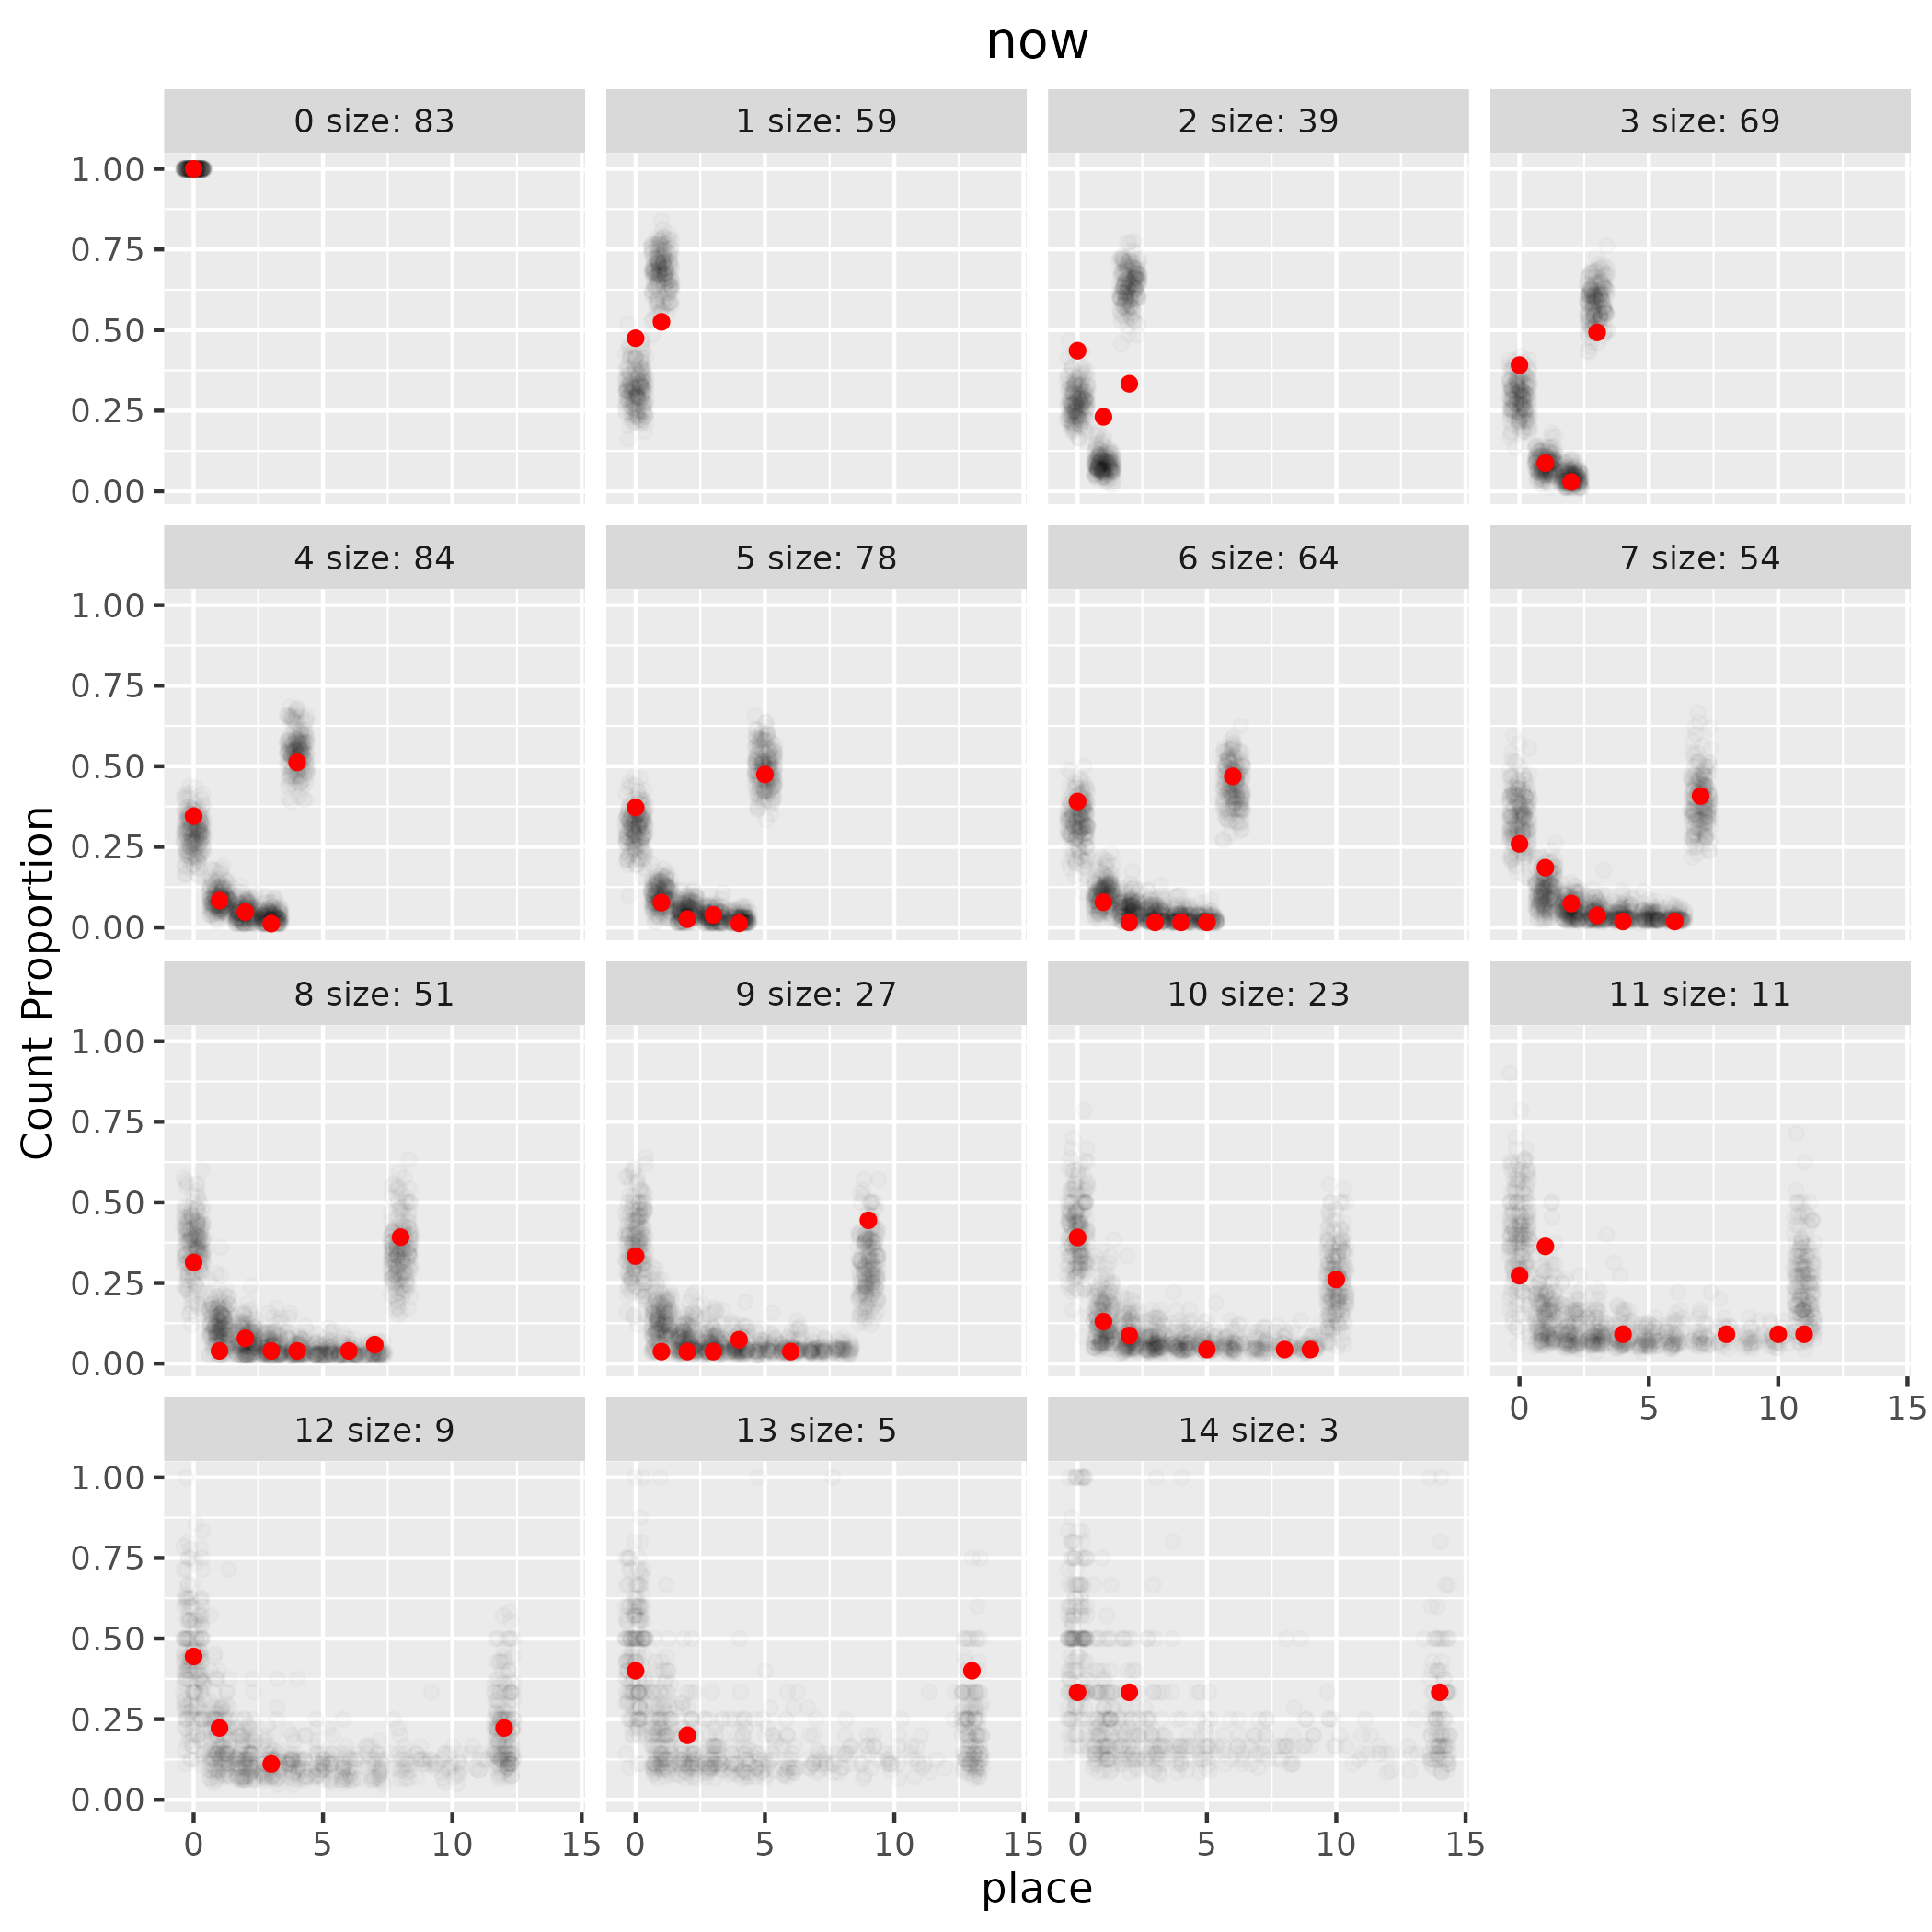 now
0 size: 83
1 size: 59
2 size: 39
3 size: 69
1.00
0.75
0.50
0.25
0.00
4 size: 84
5 size: 78
6 size: 64
7 size: 54
1.00
0.75
0.50
0.25
0.00
Count Proportion
8 size: 51
9 size: 27
10 size: 23
11 size: 11
1.00
0.75
0.50
0.25
0.00
0 5 10 15
12 size: 9
13 size: 5
14 size: 3
1.00
0.75
0.50
0.25
0.00
0 5 10 15
0 5 10 15
0 5 10 15
place